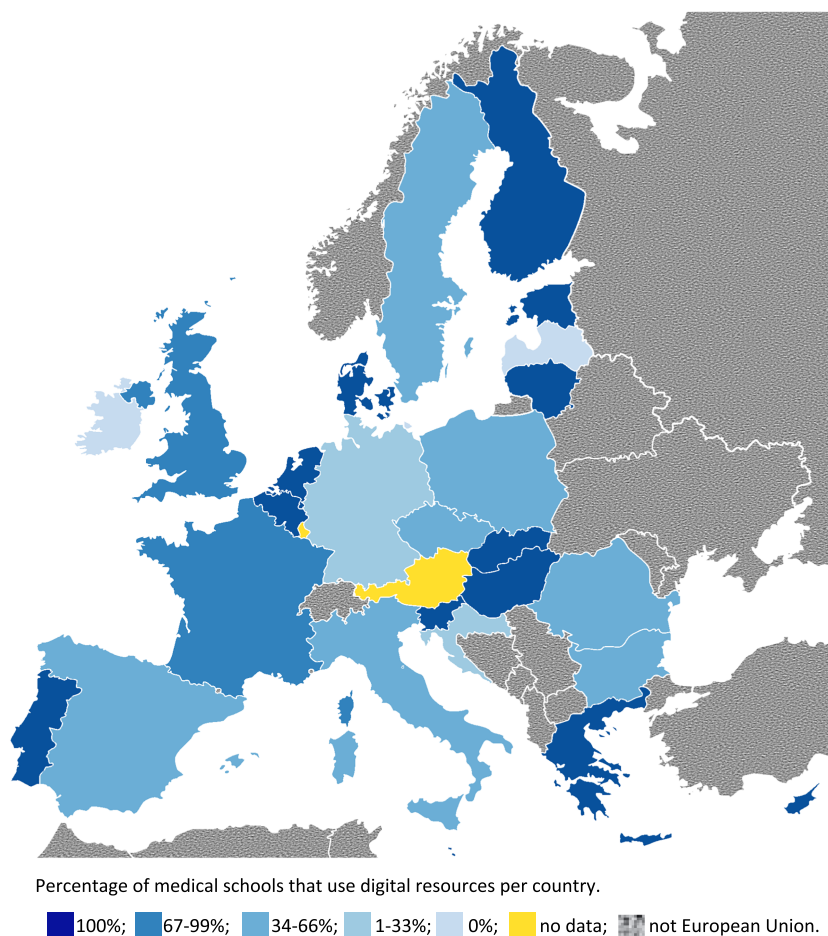 Percentage of medical schools that use digital resources per country.
100%; 67-99%; 34-66%; 1-33%; 0%; no data; not European Union.